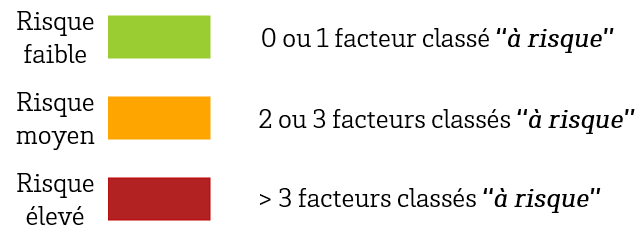 Risque
faible
0 ou 1 facteur classé "à risque"
Risque
moyen
2 ou 3 facteurs classés "à risque"
Risque
élevé
> 3 facteurs classés "à risque"